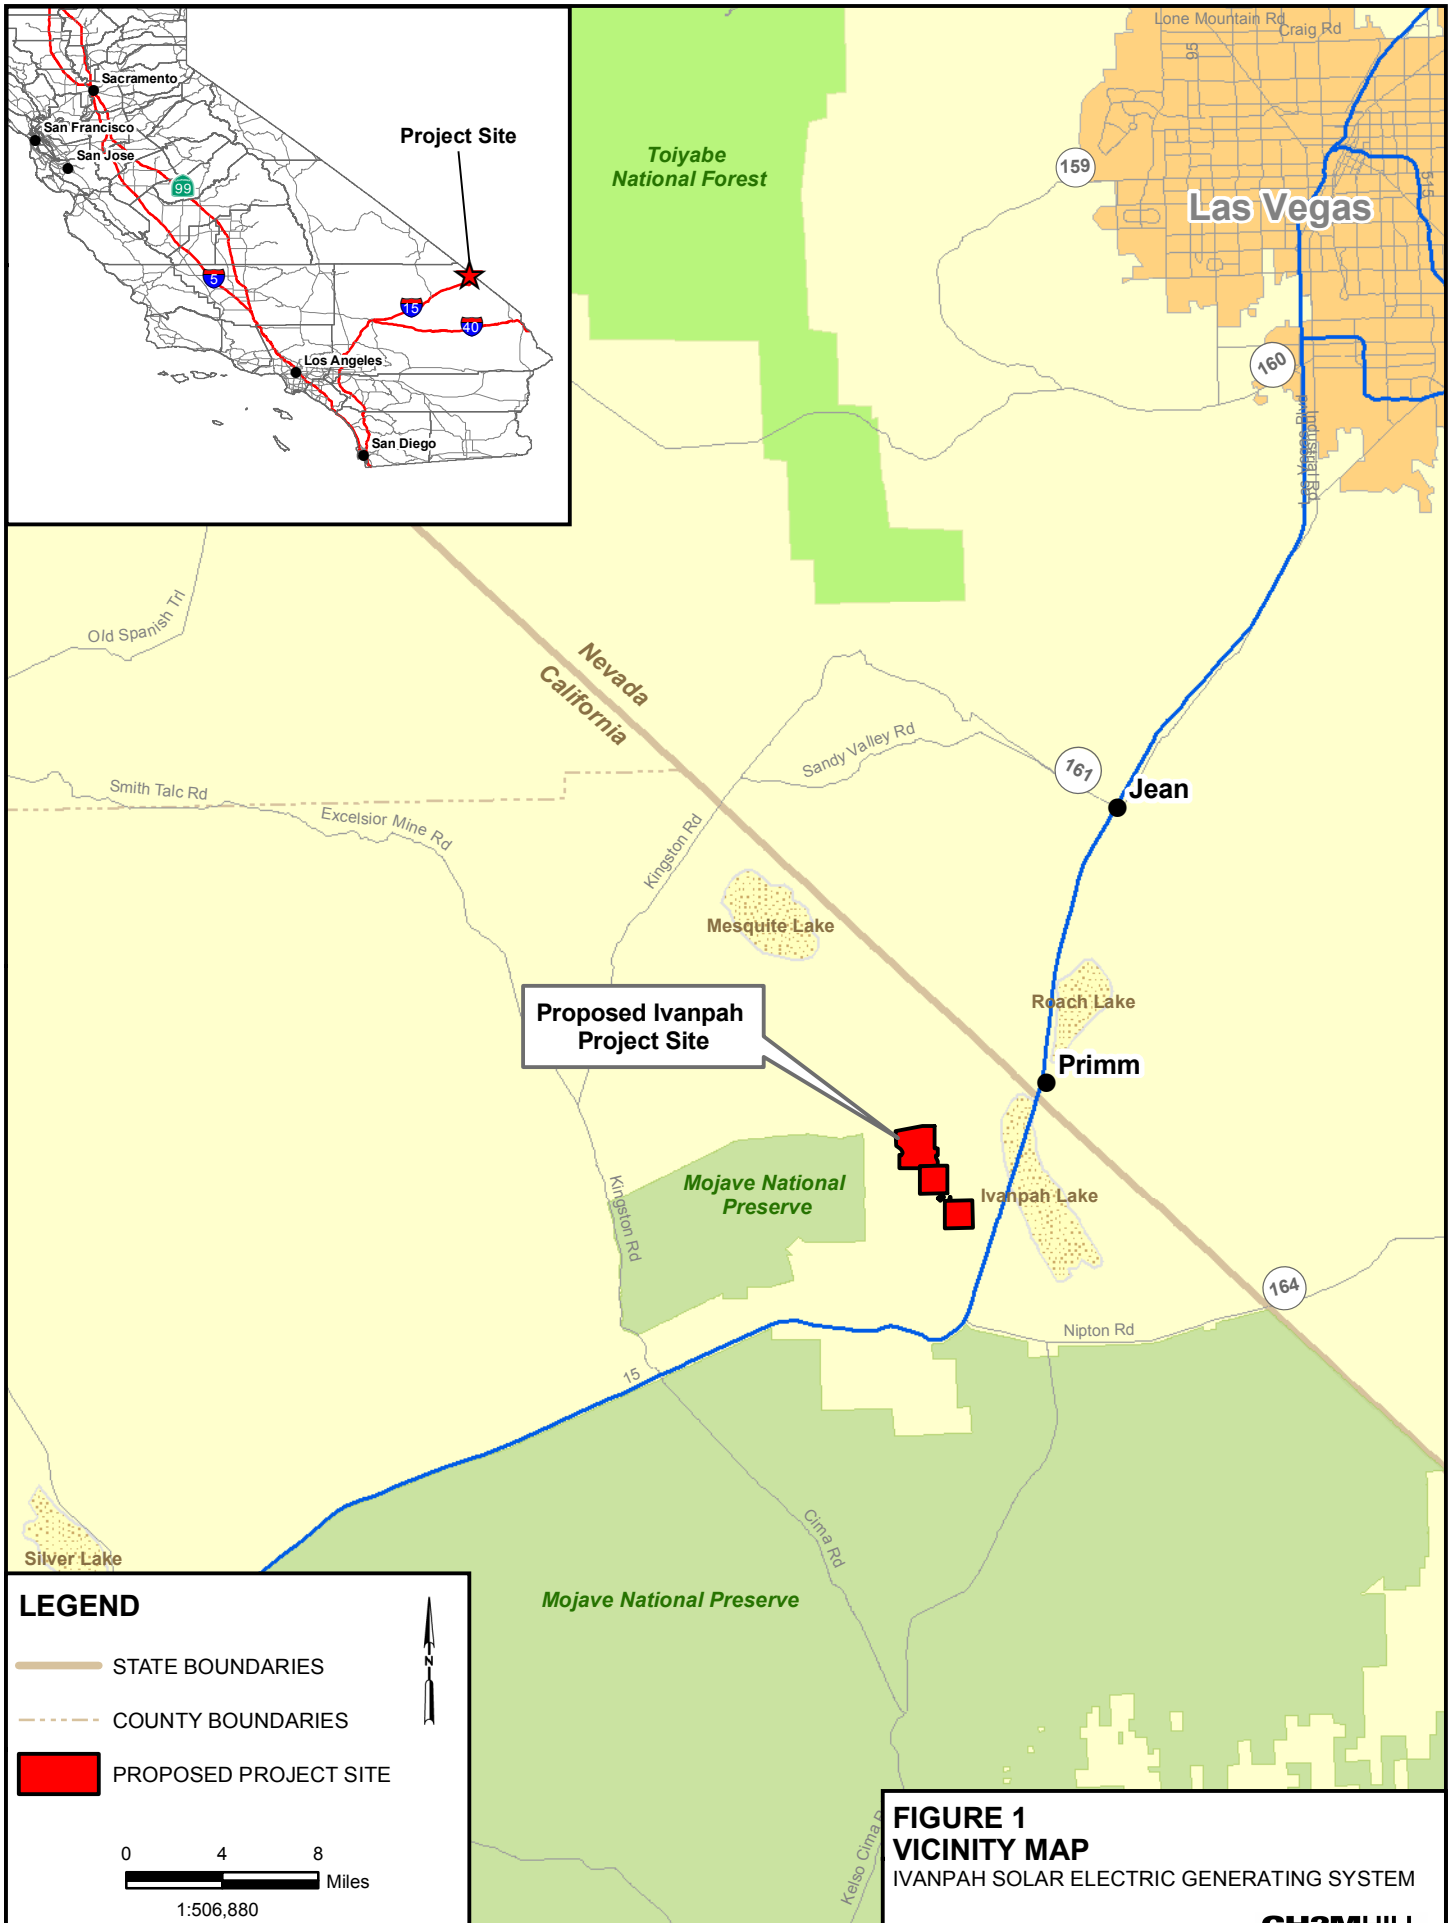 Sacramento
San Francisco
San Jose
99
Project Site
5
15
40
Los Angeles
San Diego
Lone Mountain Rd
Craig Rd
95
Toiyabe
National Forest
159
515
Las Vegas
160
Industrial Rd
Old Spanish Trl
Nevada
California
Sandy Valley Rd
161
Jean
Smith Talc Rd
Excelsior Mine Rd
Kingston Rd
Mesquite Lake
Roach Lake
Proposed Ivanpah
Project Site
Primm
Mojave National
Preserve
Kingston Rd
Ivanpah Lake
164
Nipton Rd
15
Cima Rd
Silver Lake
Mojave National Preserve
LEGEND
N
STATE BOUNDARIES
COUNTY BOUNDARIES
PROPOSED PROJECT SITE
0 4 8
Miles
1:506,880
Kelso Cima
FIGURE 1
VICINITY MAP
IVANPAH SOLAR ELECTRIC GENERATING SYSTEM
CH2MHILL